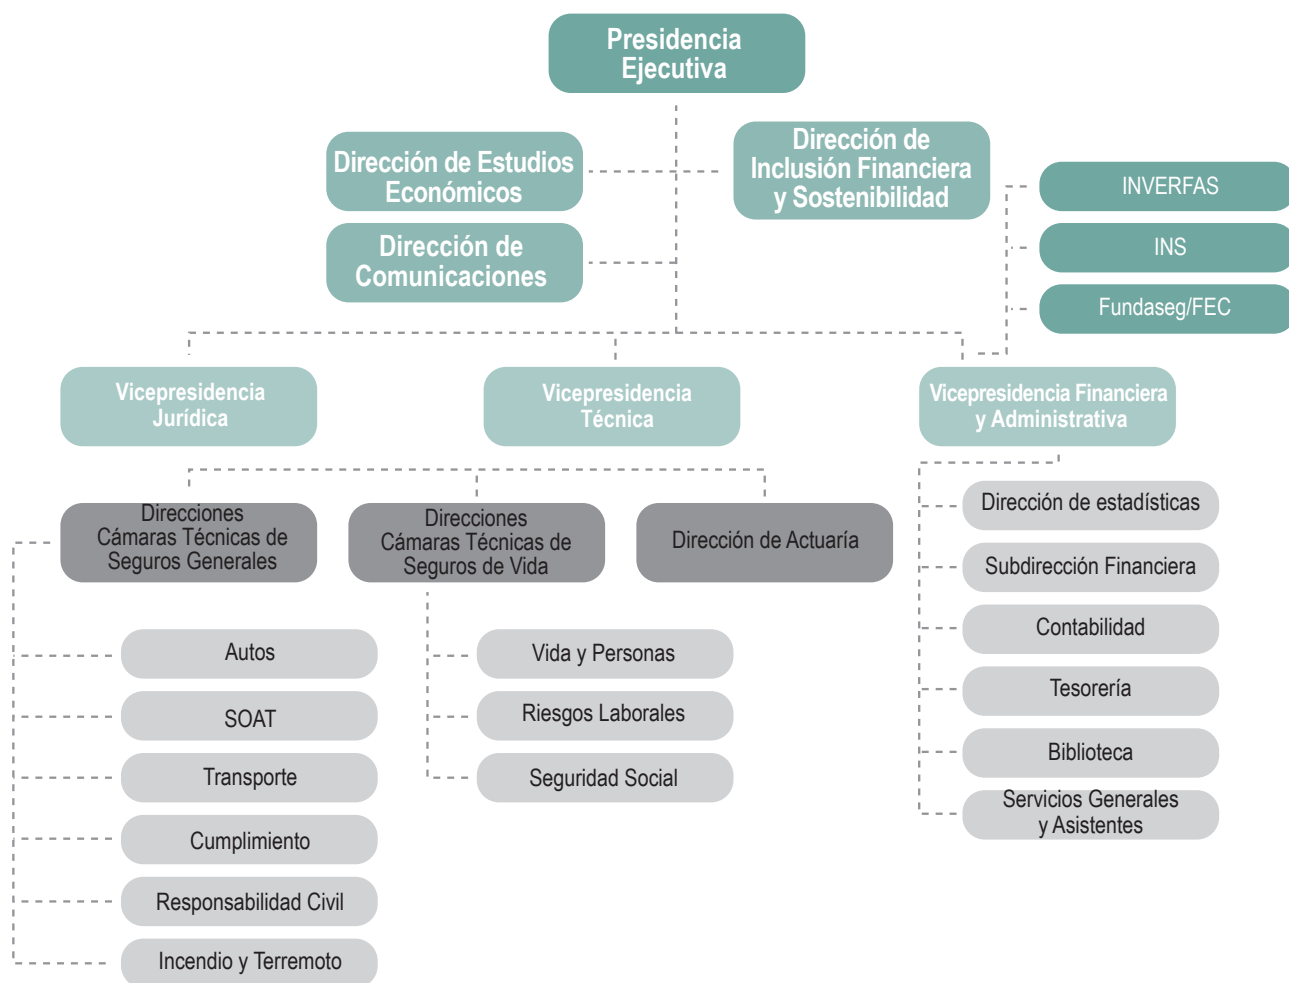 Presidencia
Ejecutiva
Dirección de Estudios
Económicos
Dirección de
Inclusión Financiera
y Sostenibilidad
INVERFAS
INS
Fundaseg/FEC
Dirección de
Comunicaciones
Vicepresidencia
Jurídica
Vicepresidencia
Técnica
Vicepresidencia Financiera
y Administrativa
Direcciones
Cámaras Técnicas de
Seguros Generales
Direcciones
Cámaras Técnicas de
Seguros de Vida
Dirección de Actuaría
Autos
SOAT
Transporte
Cumplimiento
Responsabilidad Civil
Incendio y Terremoto
Vida y Personas
Riesgos Laborales
Seguridad Social
Dirección de estadísticas
Subdirección Financiera
Contabilidad
Tesorería
Biblioteca
Servicios Generales
y Asistentes